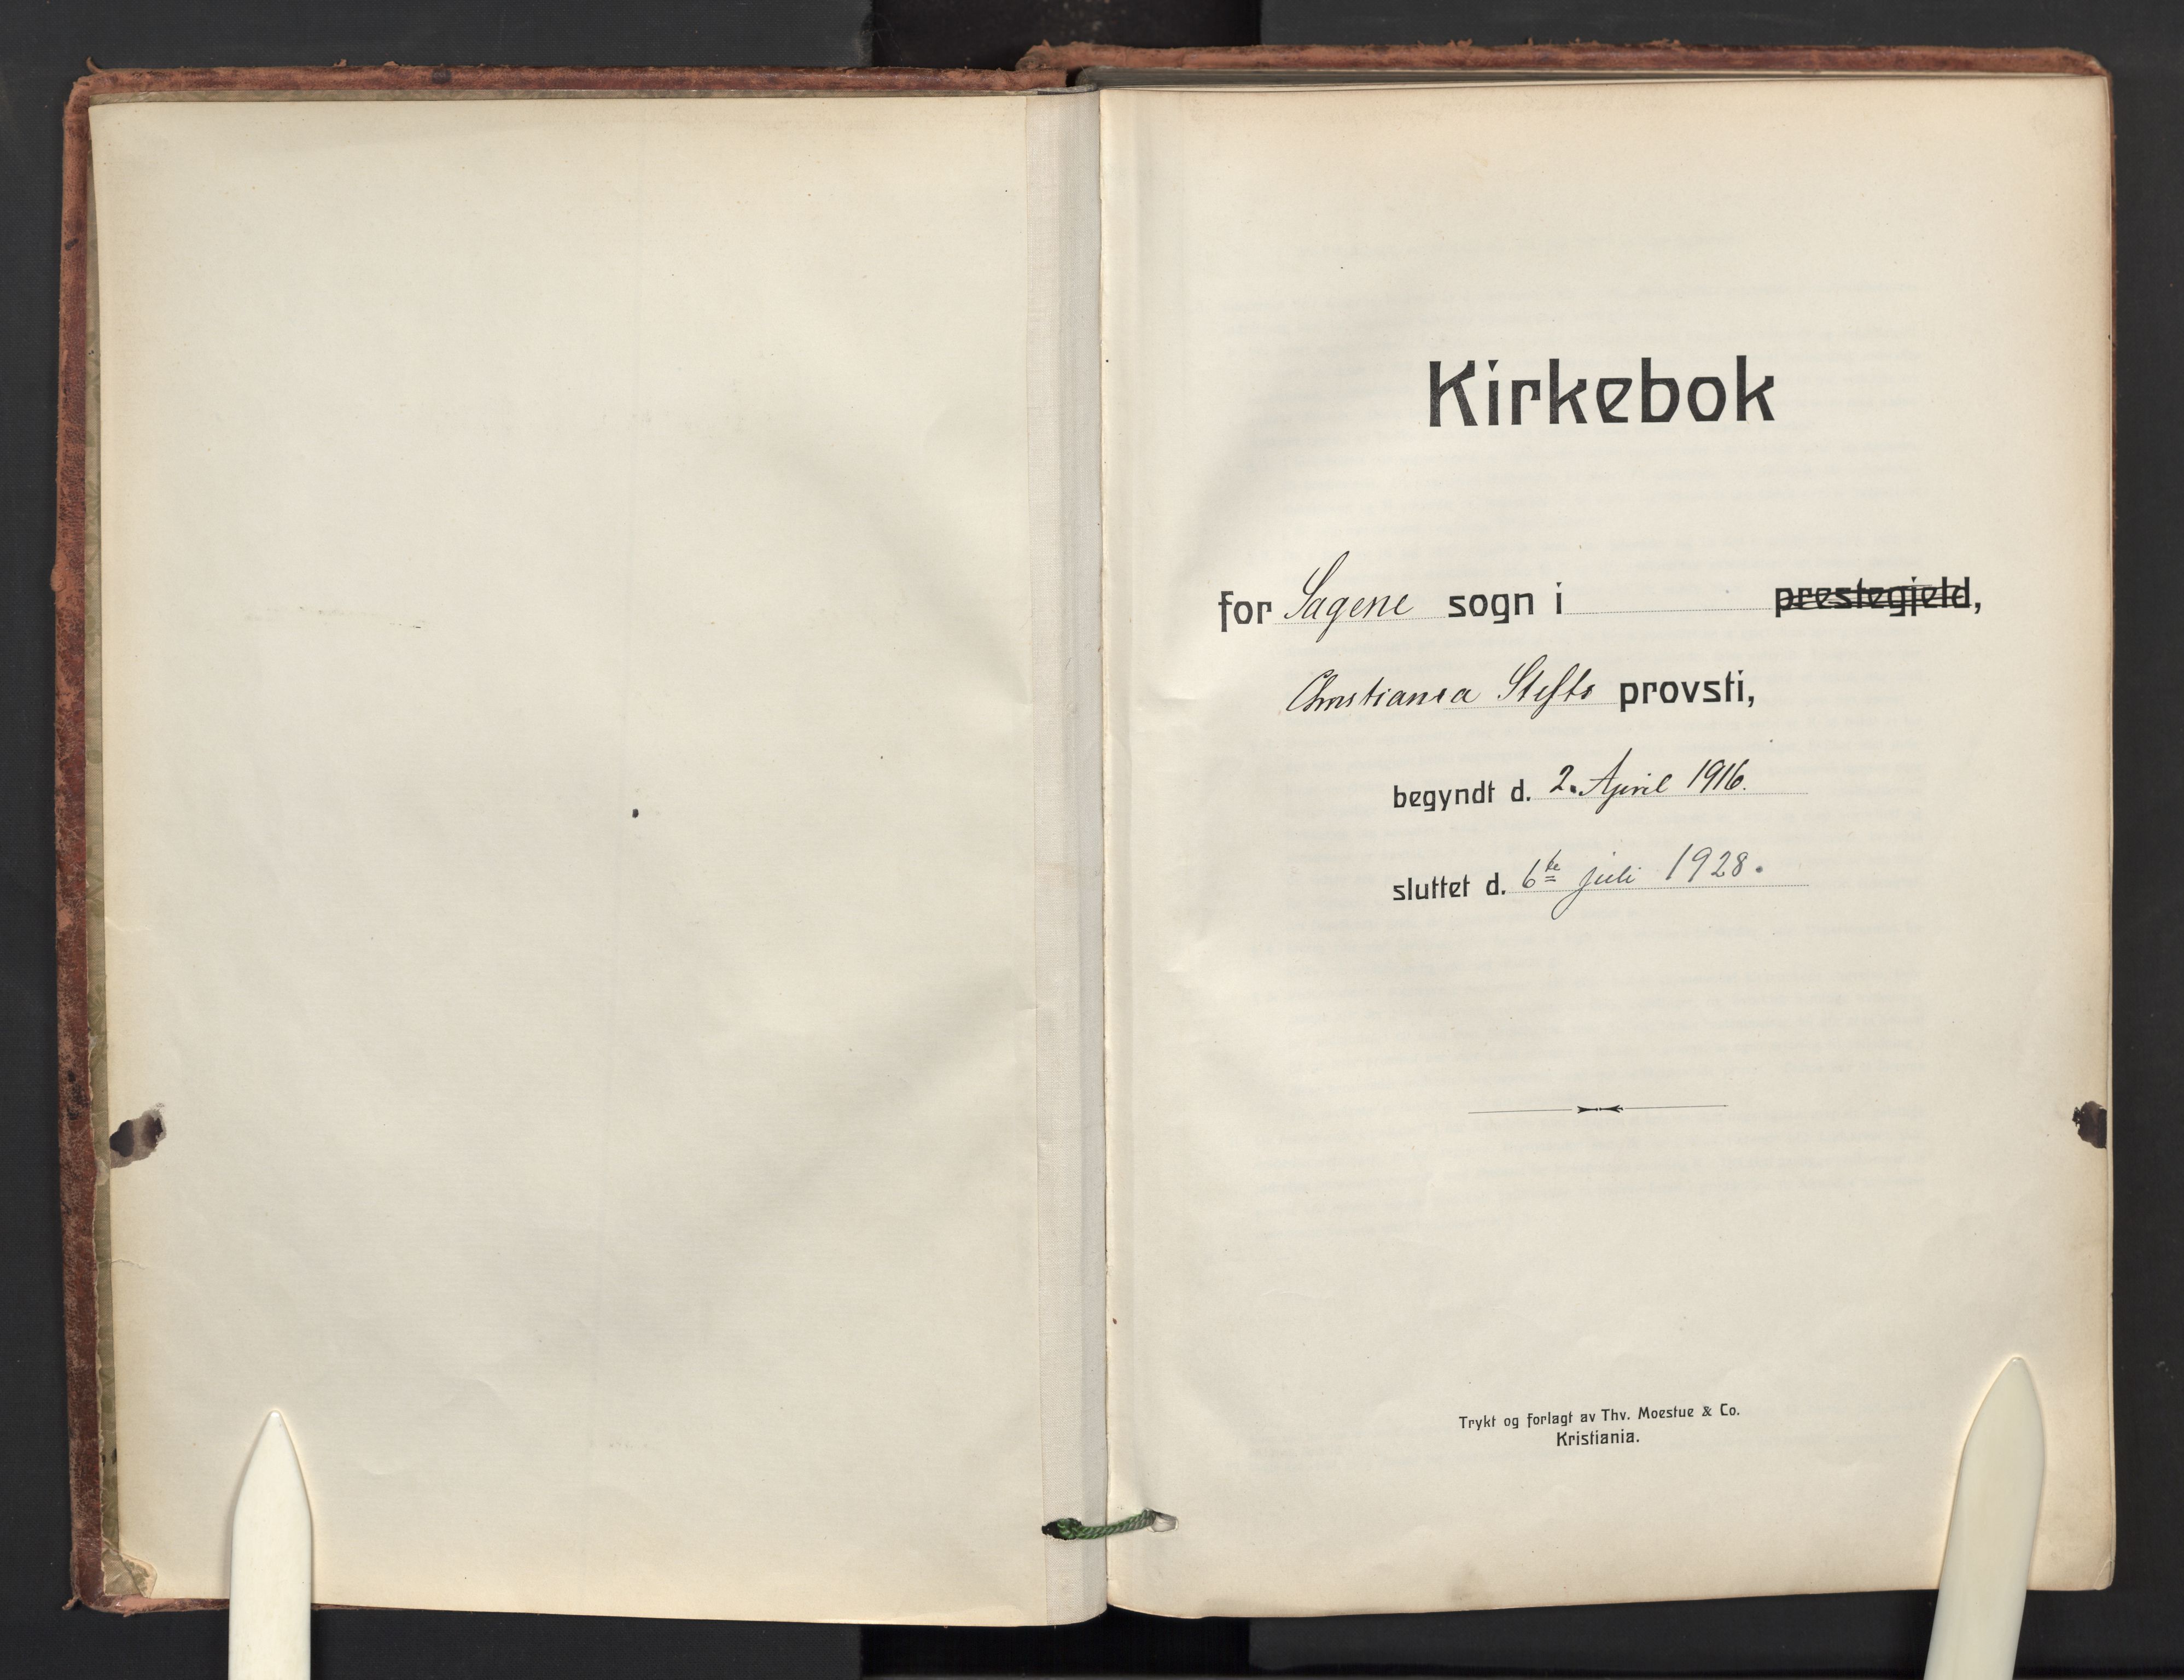 Kirkebok
for Sagene sogn i prestegjeld,
Christiania Stifts provsti,
begyndt d. 2. April 1916.
sluttet d. 6te juli 1928.
Trykt og forlagt av Thv. Moestue & Co.
Kristiania.